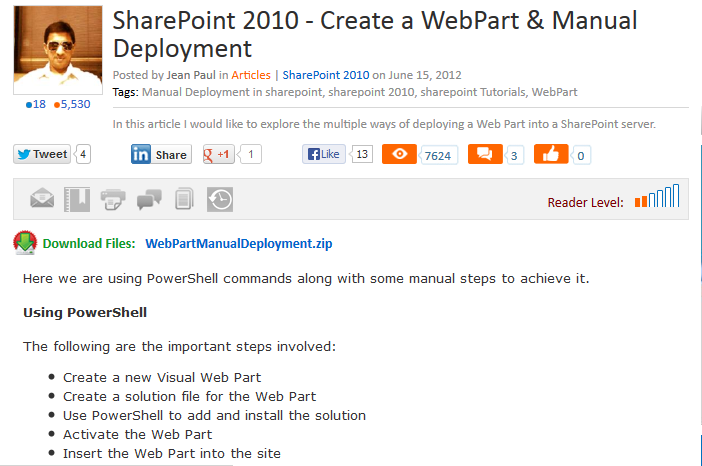 SharePoint 2010 - Create a WebPart & Manual
Deployment
Posted by Jean Paul in Articles | SharePoint 2010 on June 15, 2012
Tags: Manual Deployment in sharepoint, sharepoint 2010, sharepoint Tutorials, WebPart
18 5,530
In this article I would like to explore the multiple ways of deploying a Web Part into a SharePoint server.
Tweet 4 in Share g +1 1 f Like 13 7624 3 0
Reader Level:
Download Files: WebPartManualDeployment.zip
Here we are using PowerShell commands along with some manual steps to achieve it.
Using PowerShell
The following are the important steps involved:
• Create a new Visual Web Part
• Create a solution file for the Web Part
• Use PowerShell to add and install the solution
• Activate the Web Part
• Insert the Web Part into the site